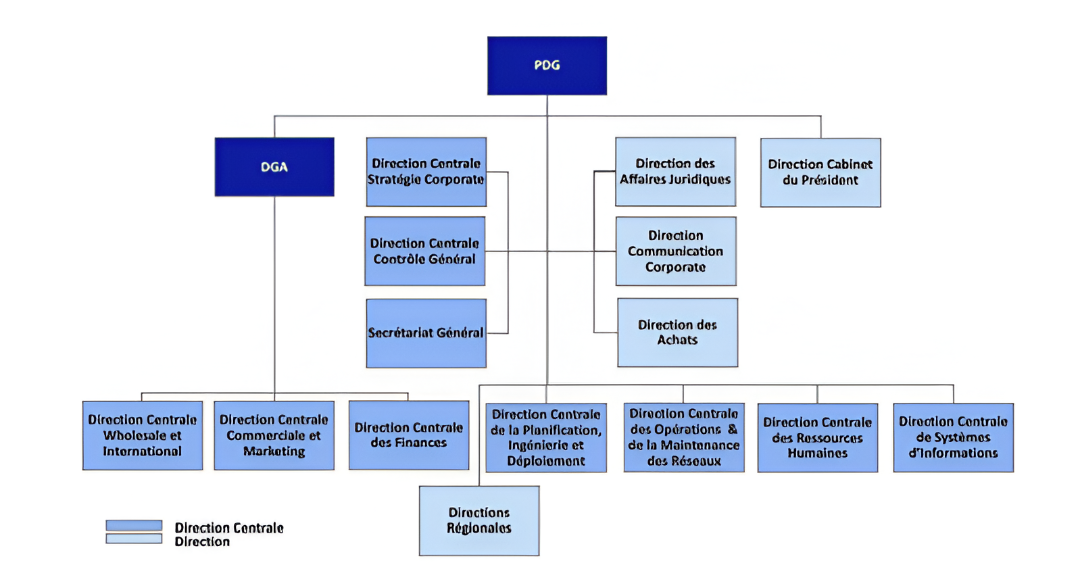 PDG
DGA
Direction Centrale
Stratégie Corporate
Direction des
Affaires Juridiques
Direction Cabinet
du Président
Direction Centrale
Contrôle Général
Direction
Communication
Corporate
Secrétariat Général
Direction des
Achats
Direction Centrale
Wholesale et
International
Direction Centrale
Commerciale et
Marketing
Direction Centrale
des Finances
Direction Centrale
de la Planification,
Ingénierie et
Déploiement
Direction Centrale
des Opérations &
de la Maintenance
des Réseaux
Direction Centrale
des Ressources
Humaines
Direction Centrale
de Systèmes
d'Informations
Directions
Régionales
Direction Centrale
Direction